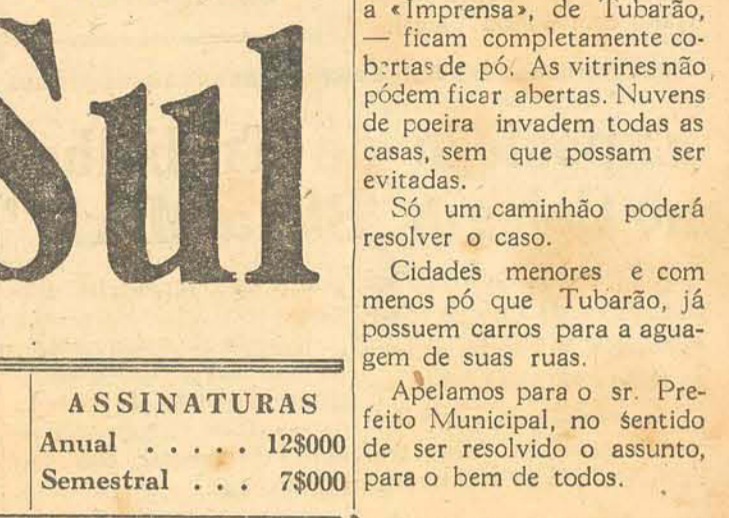 Sul
ASSINATURAS
Anual . . . . . 12$000
Semestral . . . 7$000
a «Imprensa», de Tubarão,
— ficam completamente co-
bertas de pó. As vitrines não
pódem ficar abertas. Nuvens
de poeira invadem todas as
casas, sem que possam ser
evitadas.
Só um caminhão poderá
resolver o caso.
Cidades menores e com
menos pó que Tubarão, já
possuem carros para a agua-
gem de suas ruas.
Apelamos para o sr. Pre-
feito Municipal, no sentido
de ser resolvido o assunto,
para o bem de todos.